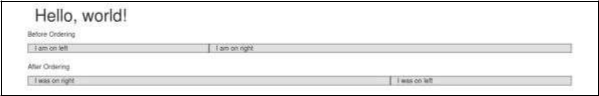 Hello, world!
Before Ordering
I am on left I am on right
After Ordering
I was on right I was on left